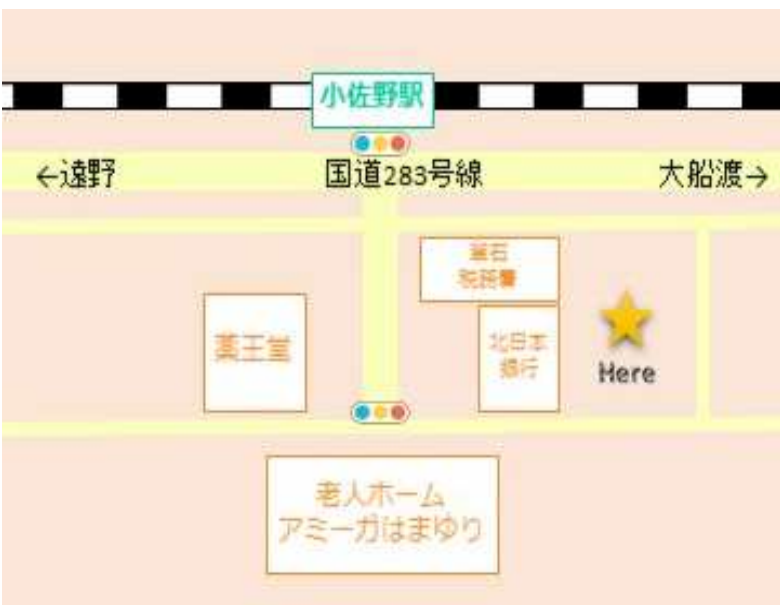 小佐野駅
←遠野
国道283号線
大船渡→
釜石
税務署
薬王堂
北日本
銀行
Here
老人ホーム
アミーガはまゆり